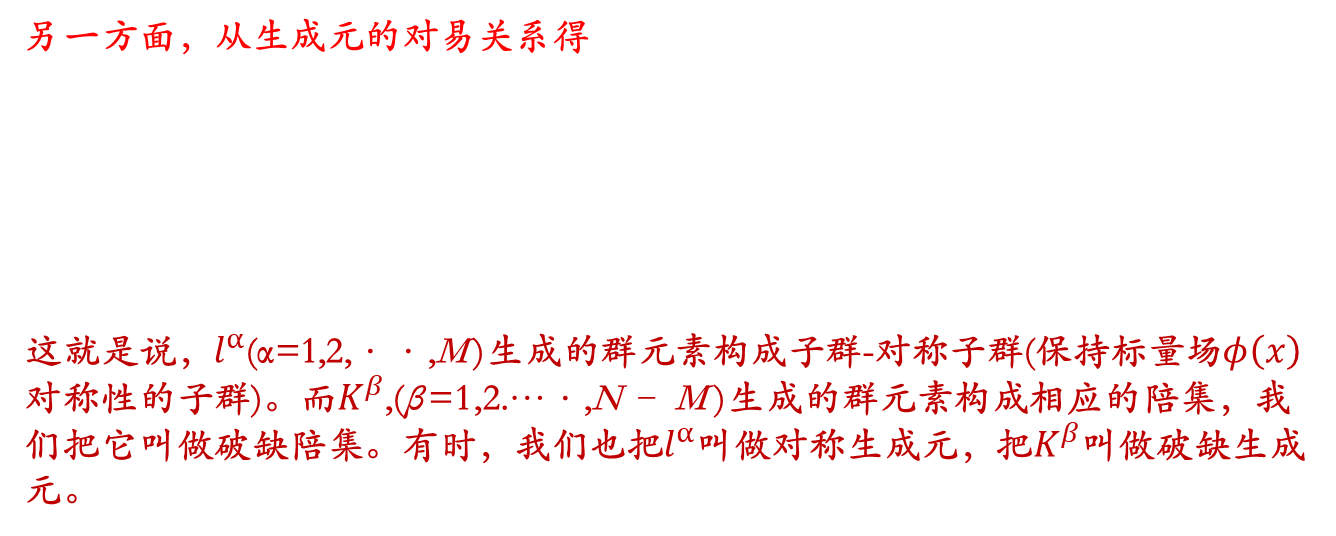 另一方面，从生成元的对易关系得
这就是说，lᵅ(α=1,2, · · ,M)生成的群元素构成子群-对称子群(保持标量场ϕ(x)
对称性的子群)。而Kᵝ,(β=1,2.⋯ · ,N − M)生成的群元素构成相应的陪集，我
们把它叫做破缺陪集。有时，我们也把lᵅ叫做对称生成元，把Kᵝ叫做破缺生成
元。